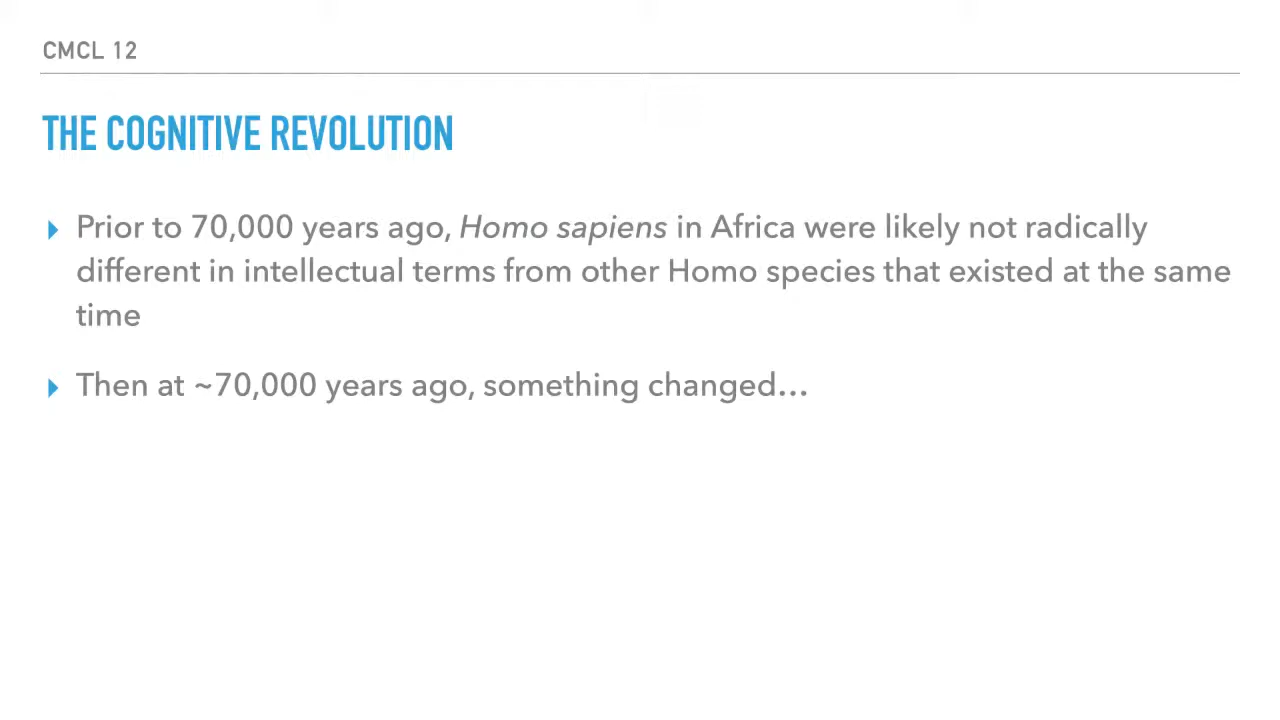 CMCL 12
THE COGNITIVE REVOLUTION
▸ Prior to 70,000 years ago, Homo sapiens in Africa were likely not radically
different in intellectual terms from other Homo species that existed at the same
time
▸ Then at ~70,000 years ago, something changed…